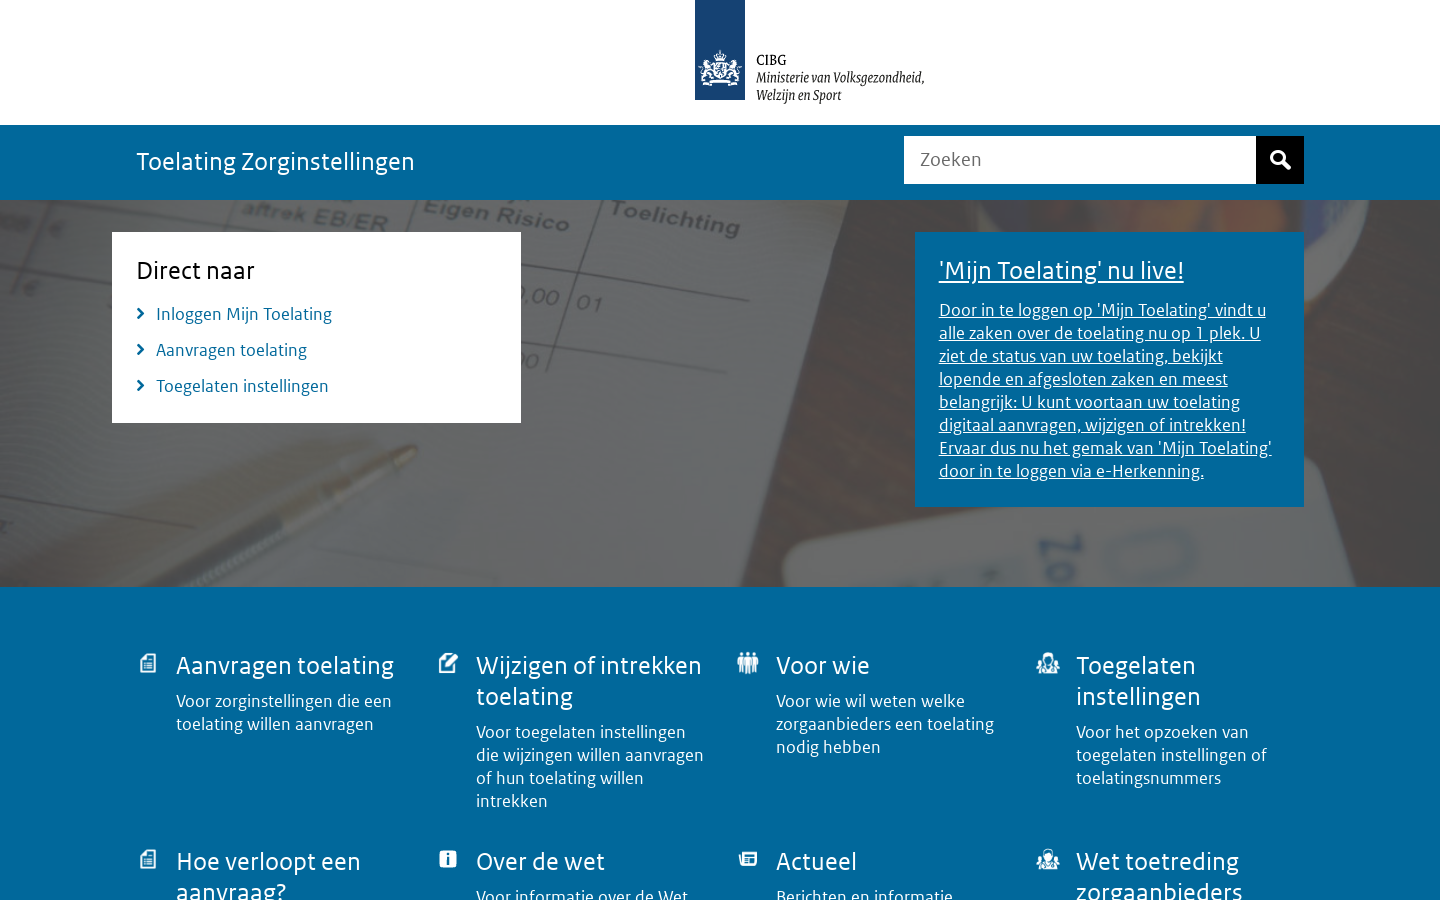 CIBG
Ministerie van Volksgezondheid,
Welzijn en Sport
Toelating Zorginstellingen
Zoeken
aftrek EB/ER
Eigen Risico
Toelichting
Direct naar
Inloggen Mijn Toelating
Aanvragen toelating
Toegelaten instellingen
.00 01
'Mijn Toelating' nu live!
Door in te loggen op 'Mijn Toelating' vindt u
alle zaken over de toelating nu op 1 plek. U
ziet de status van uw toelating, bekijkt
lopende en afgesloten zaken en meest
belangrijk: U kunt voortaan uw toelating
digitaal aanvragen, wijzigen of intrekken!
Ervaar dus nu het gemak van 'Mijn Toelating'
door in te loggen via e-Herkenning.
Aanvragen toelating
Voor zorginstellingen die een
toelating willen aanvragen
Wijzigen of intrekken
toelating
Voor toegelaten instellingen
die wijzingen willen aanvragen
of hun toelating willen
intrekken
Voor wie
Voor wie wil weten welke
zorgaanbieders een toelating
nodig hebben
Toegelaten
instellingen
Voor het opzoeken van
toegelaten instellingen of
toelatingsnummers
Hoe verloopt een
aanvraag?
Over de wet
Voor informatie over de Wet
Actueel
Berichten en informatie
Wet toetreding
zorgaanbieders